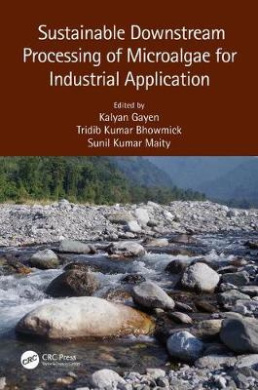 Sustainable Downstream
Processing of Microalgae for
Industrial Application
Edited by
Kalyan Gayen
Tridib Kumar Bhowmick
Sunil Kumar Maity
CRC Press
Taylor & Francis Group